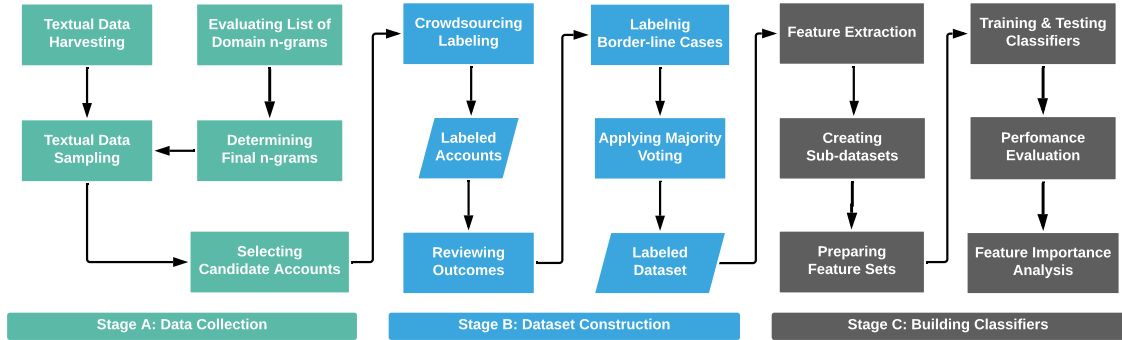 Textual Data
Harvesting
Evaluating List of
Domain n-grams
Textual Data
Sampling
Determining
Final n-grams
Selecting
Candidate Accounts
Stage A: Data Collection
Crowdsourcing
Labeling
Labeled
Accounts
Reviewing
Outcomes
Labelnig
Border-line Cases
Applying Majority
Voting
Labeled
Dataset
Stage B: Dataset Construction
Feature Extraction
Creating
Sub-datasets
Preparing
Feature Sets
Training & Testing
Classifiers
Perfomance
Evaluation
Feature Importance
Analysis
Stage C: Building Classifiers